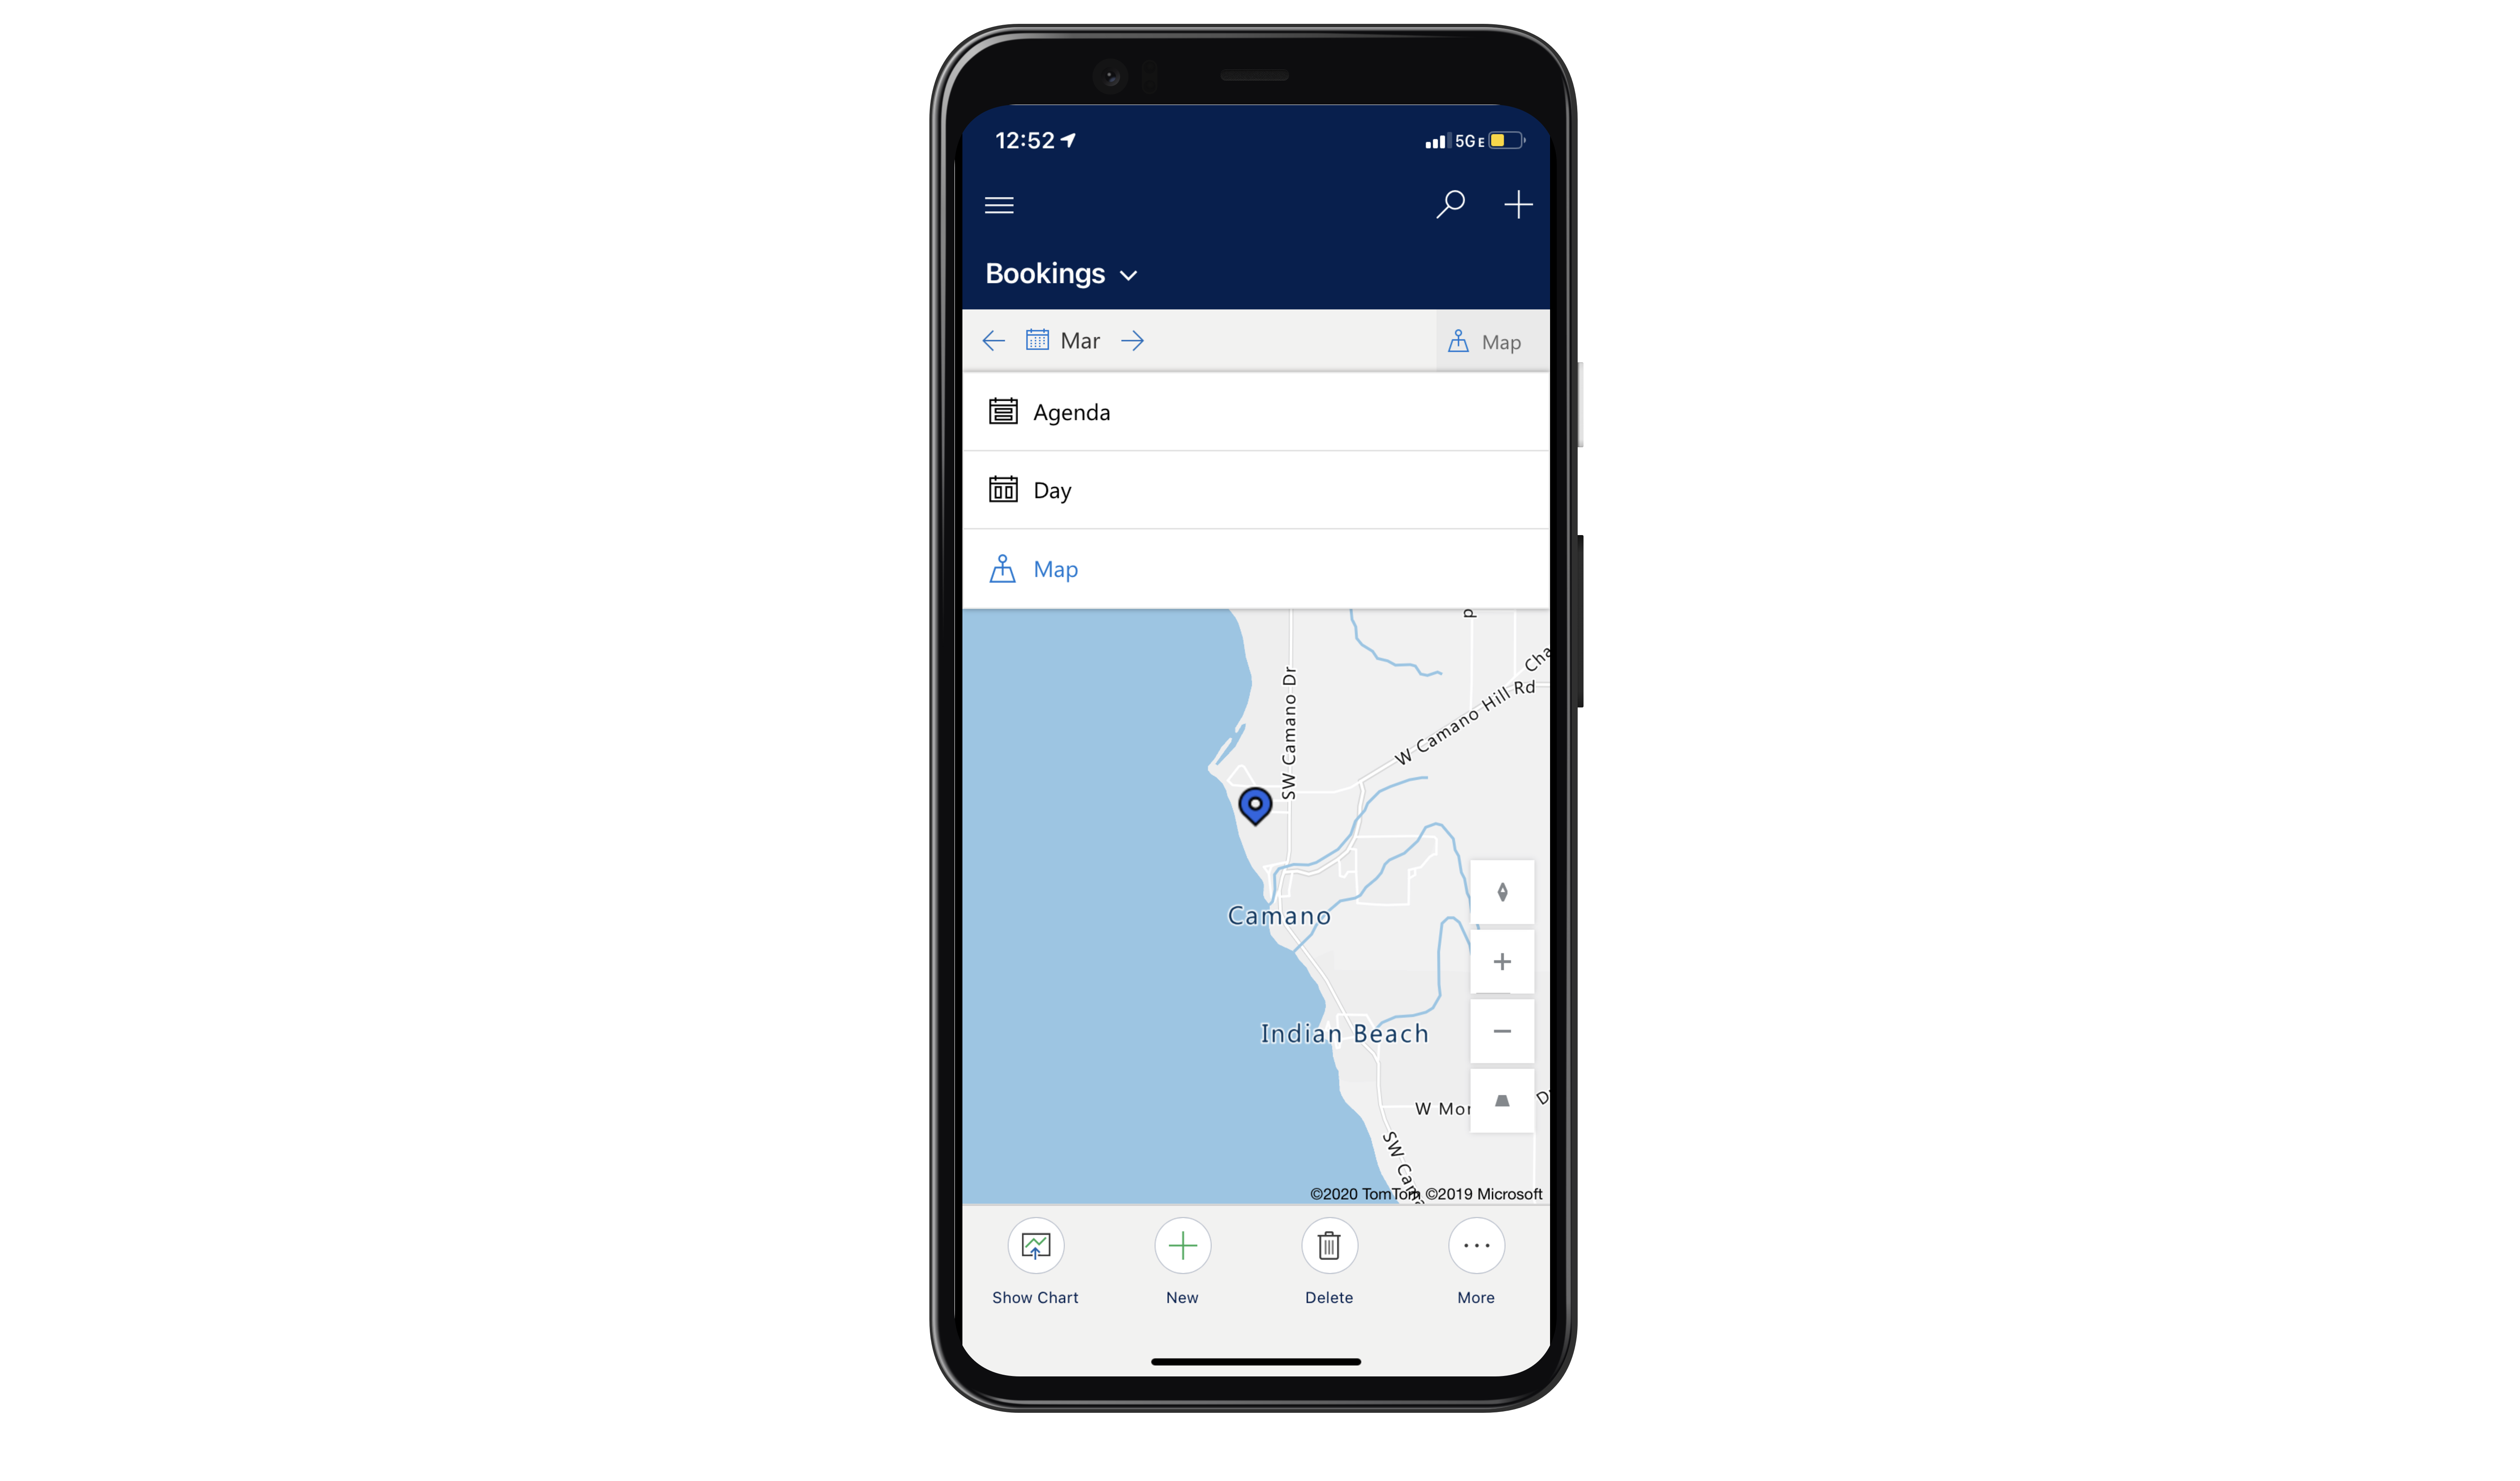 12:52
5G E
Bookings
Mar
Map
Agenda
Day
Map
p
Cha
W Camano Hill Rd
SW Camano Dr
Camano
Indian Beach
W Mor
D
SW Cam
©2020 TomTom ©2019 Microsoft
Show Chart
New
Delete
More